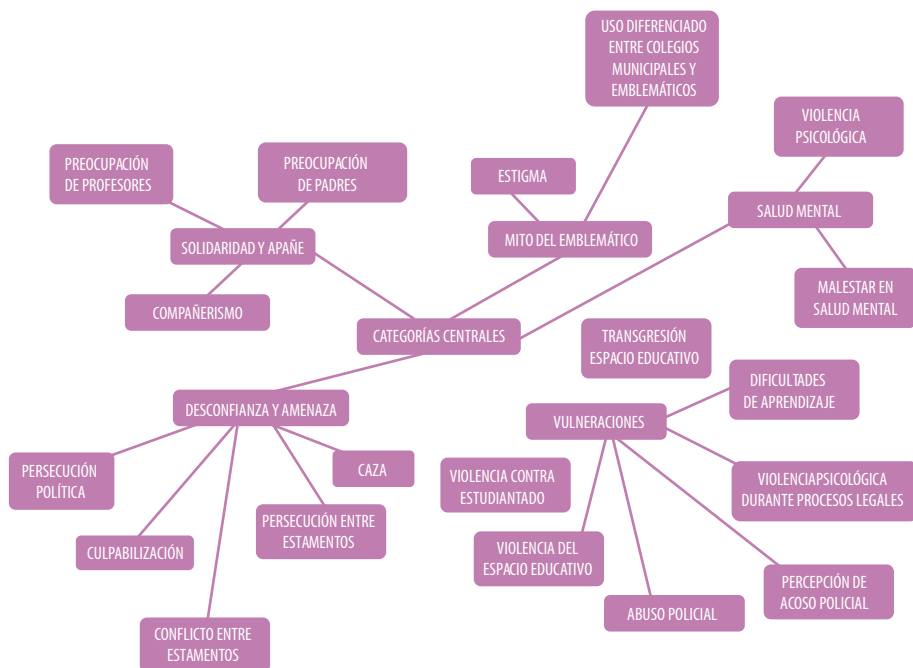 USO DIFERENCIADO
ENTRE COLEGIOS
MUNICIPALES Y
EMBLEMÁTICOS
VIOLENCIA
PSICOLÓGICA
PREOCUPACIÓN
DE PROFESORES
PREOCUPACIÓN
DE PADRES
ESTIGMA
SALUD MENTAL
SOLIDARIDAD Y APAÑE
MITO DEL EMBLEMÁTICO
COMPAÑERISMO
MALESTAR EN
SALUD MENTAL
CATEGORÍAS CENTRALES
TRANSGRESIÓN
ESPACIO EDUCATIVO
DESCONFIANZA Y AMENAZA
DIFICULTADES
DE APRENDIZAJE
VULNERACIONES
PERSECUCIÓN
POLÍTICA
CAZA
VIOLENCIA CONTRA
ESTUDIANTADO
VIOLENCIAPSICOLÓGICA
DURANTE PROCESOS LEGALES
PERSECUCIÓN ENTRE
ESTAMENTOS
CULPABILIZACIÓN
VIOLENCIA DEL
ESPACIO EDUCATIVO
PERCEPCIÓN DE
ACOSO POLICIAL
ABUSO POLICIAL
CONFLICTO ENTRE
ESTAMENTOS